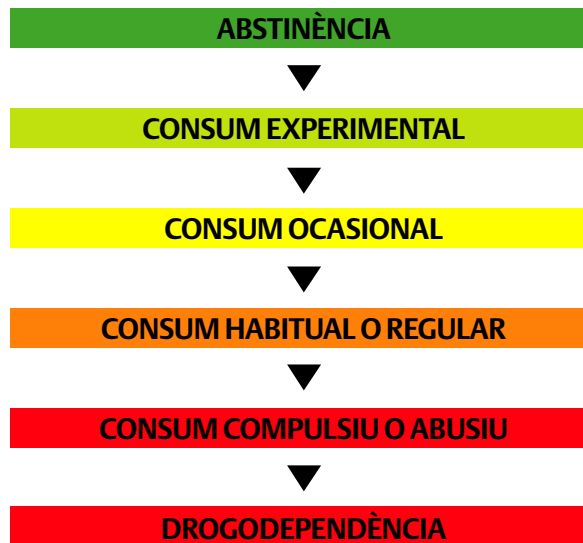 ABSTINÈNCIA
CONSUM EXPERIMENTAL
CONSUM OCASIONAL
CONSUM HABITUAL O REGULAR
CONSUM COMPULSIU O ABUSIU
DROGODEPENDÈNCIA